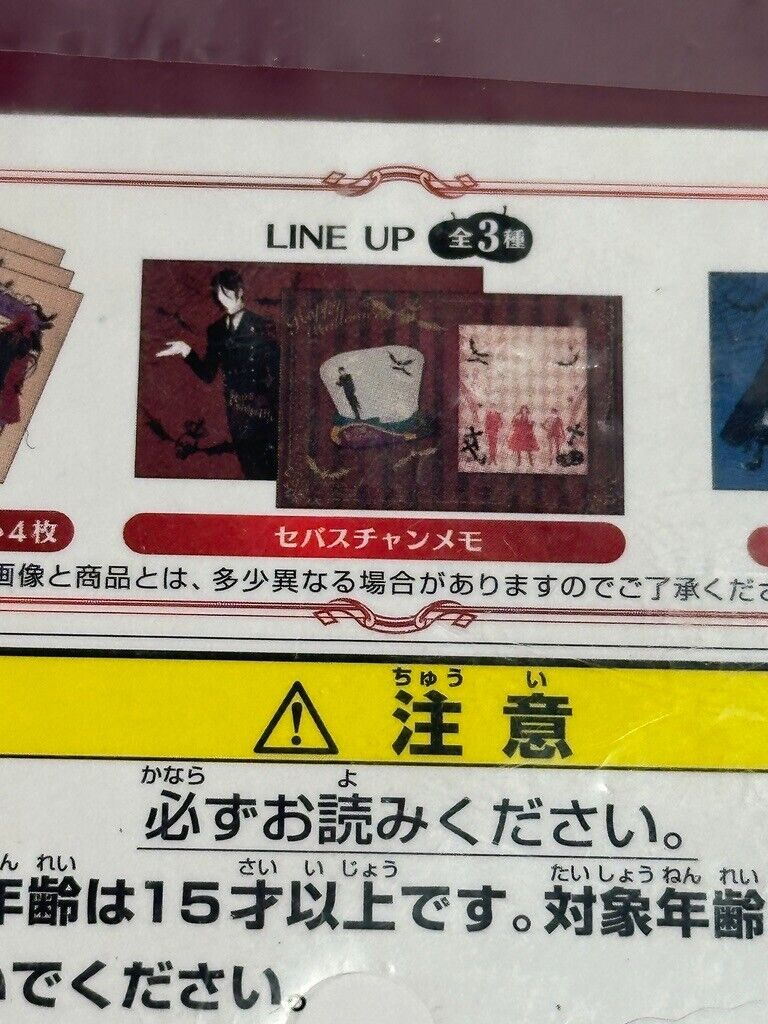 LINE UP 全3種
Happy Halloween
4枚
セバスチャンメモ
画像と商品とは、多少異なる場合がありますのでご了承くださ
ちゅう い
注意
かなら よ
必ずお読みください。
ん れい さい い じょう たい しょう ねん れい
年齢は15才以上です。対象年齢
いでください。